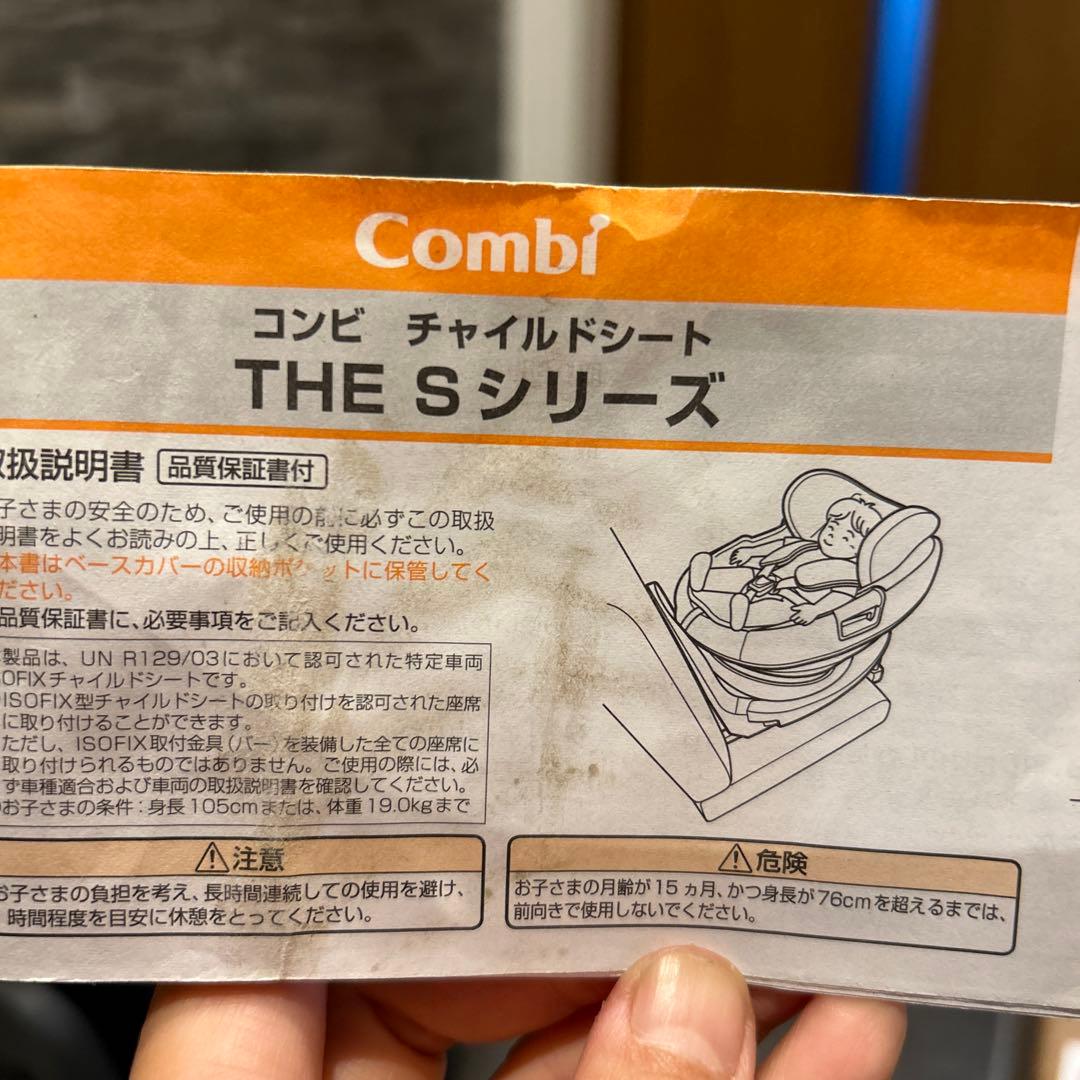 Combi
コンビ チャイルドシート
THE Sシリーズ
取扱説明書 品質保証書付
子さまの安全のため、ご使用の前に必ずこの取扱
明書をよくお読みの上、正しくご使用ください。
本書はベースカバーの収納ポケットに保管してく
ださい。
品質保証書に、必要事項をご記入ください。
製品は、UN R129/03において認可された特定車両
OFIXチャイルドシートです。
ISOFIX型チャイルドシートの取り付けを認可された座席
に取り付けることができます。
ただし、ISOFIX取付金具(バー)を装備した全ての座席に
取り付けられるものではありません。ご使用の際には、必
ず車種適合および車両の取扱説明書を確認してください。
お子さまの条件:身長105cmまたは、体重19.0kgまで
⚠注意
お子さまの負担を考え、長時間連続しての使用を避け、
時間程度を目安に休憩をとってください。
⚠危険
お子さまの月齢が15ヵ月、かつ身長が76cmを超えるまでは、
前向きで使用しないでください。